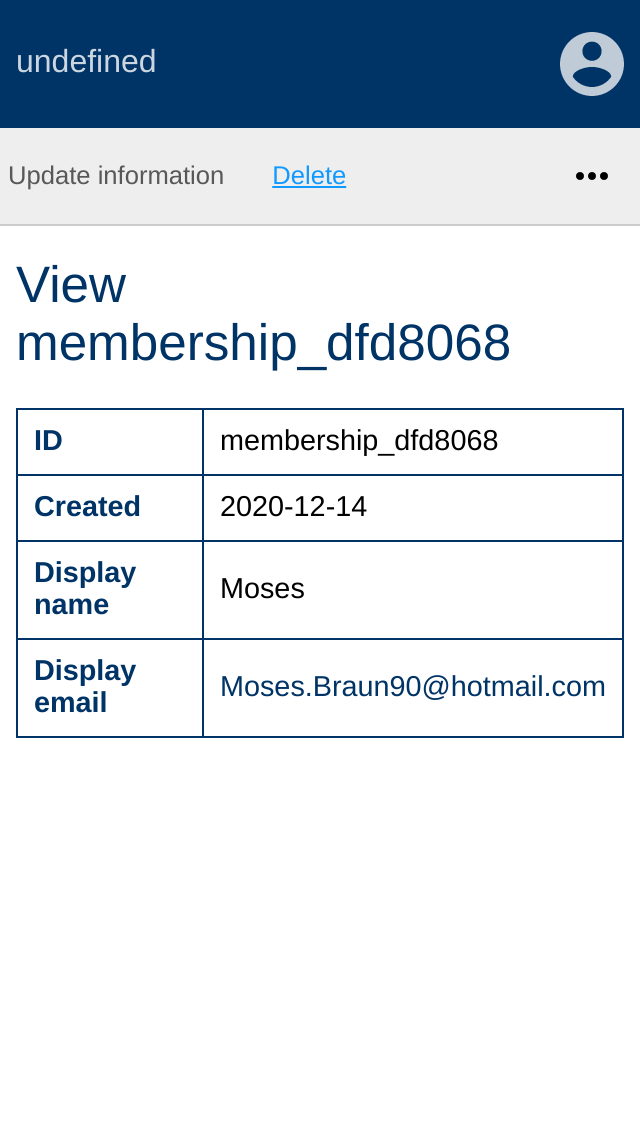 undefined
Update information Delete
View
membership_dfd8068
ID membership_dfd8068
Created 2020-12-14
Display
name
Moses
Display
email
Moses.Braun90@hotmail.com